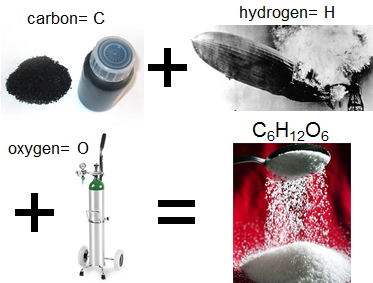 carbon= C
+
hydrogen= H
oxygen= O
+
=
C₆H₁₂O₆